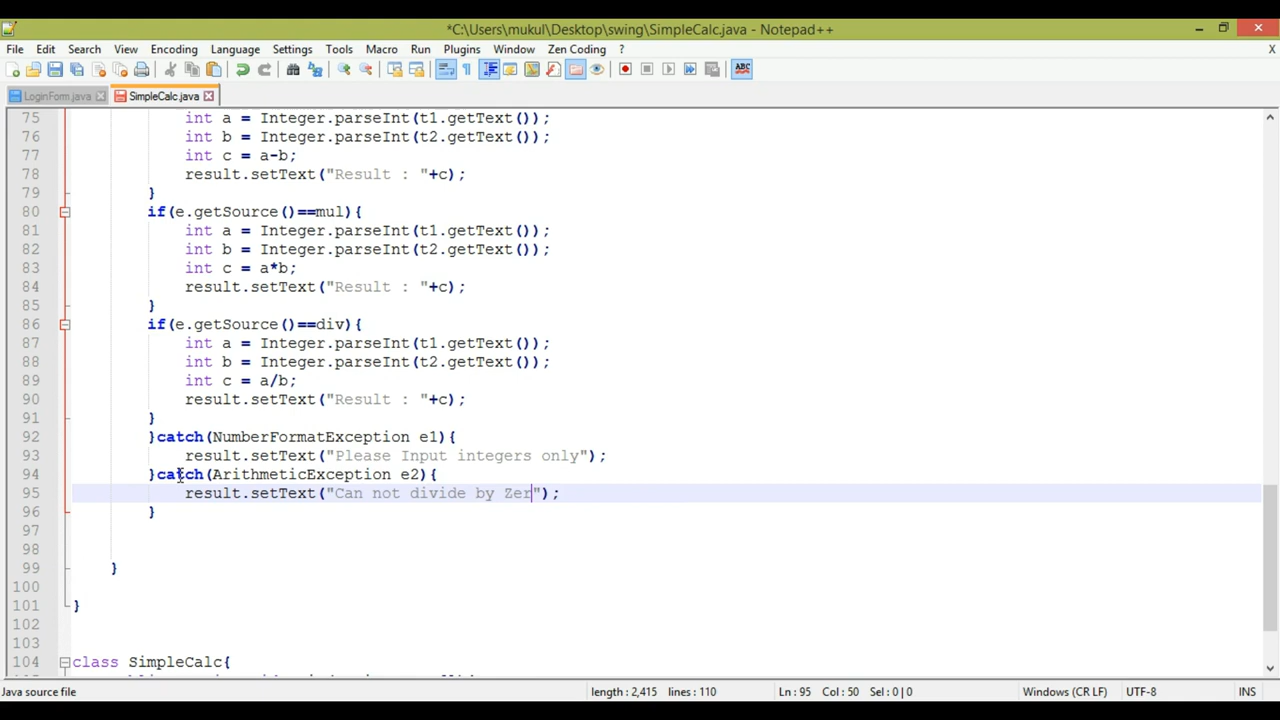 *C:\Users\mukul\Desktop\swing\SimpleCalc.java - Notepad++
File Edit Search View Encoding Language Settings Tools Macro Run Plugins Window Zen Coding ? X
ABC
LoginForm.java SimpleCalc.java
75 int a = Integer.parseInt(t1.getText());
76 int b = Integer.parseInt(t2.getText());
77 int c = a-b;
78 result.setText("Result : "+c);
79 }
80 if(e.getSource()==mul){
81 int a = Integer.parseInt(t1.getText());
82 int b = Integer.parseInt(t2.getText());
83 int c = a*b;
84 result.setText("Result : "+c);
85 }
86 if(e.getSource()==div){
87 int a = Integer.parseInt(t1.getText());
88 int b = Integer.parseInt(t2.getText());
89 int c = a/b;
90 result.setText("Result : "+c);
91 }
92 }catch(NumberFormatException e1){
93 result.setText("Please Input integers only");
94 }catch(ArithmeticException e2){
95 result.setText("Can not divide by Zer");
96 }
97
98
99 }
100
101 }
102
103
104 class SimpleCalc{
Java source file length : 2,415 lines : 110 Ln : 95 Col : 50 Sel : 0 | 0 Windows (CR LF) UTF-8 INS